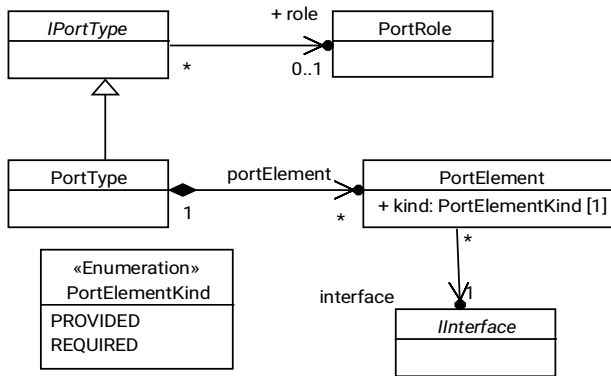 IPortType
+ role
PortRole
*
0..1
PortType
portElement
PortElement
+ kind: PortElementKind [1]
1
*
*
«Enumeration»
PortElementKind
PROVIDED
REQUIRED
interface
1
IInterface